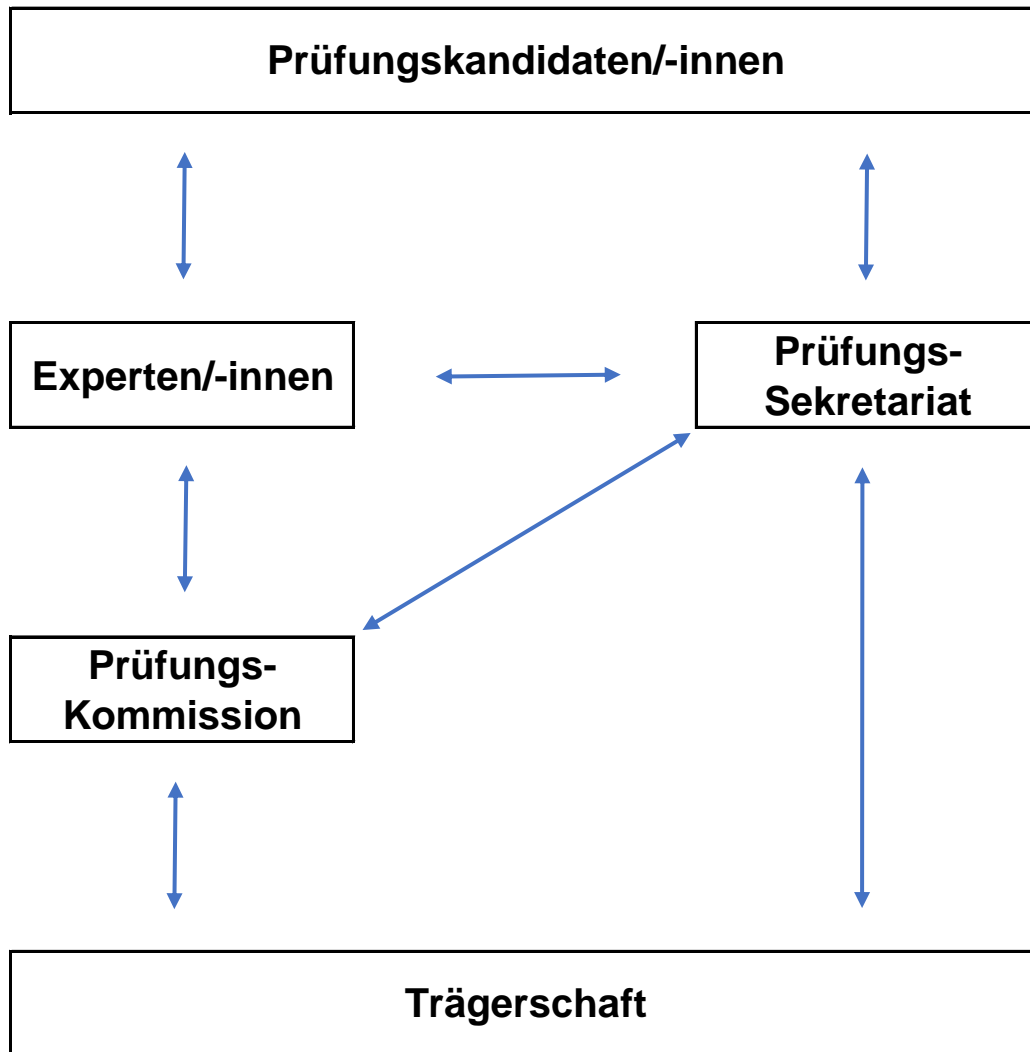 Prüfungskandidaten/-innen
Experten/-innen
Prüfungs-
Sekretariat
Prüfungs-
Kommission
Trägerschaft